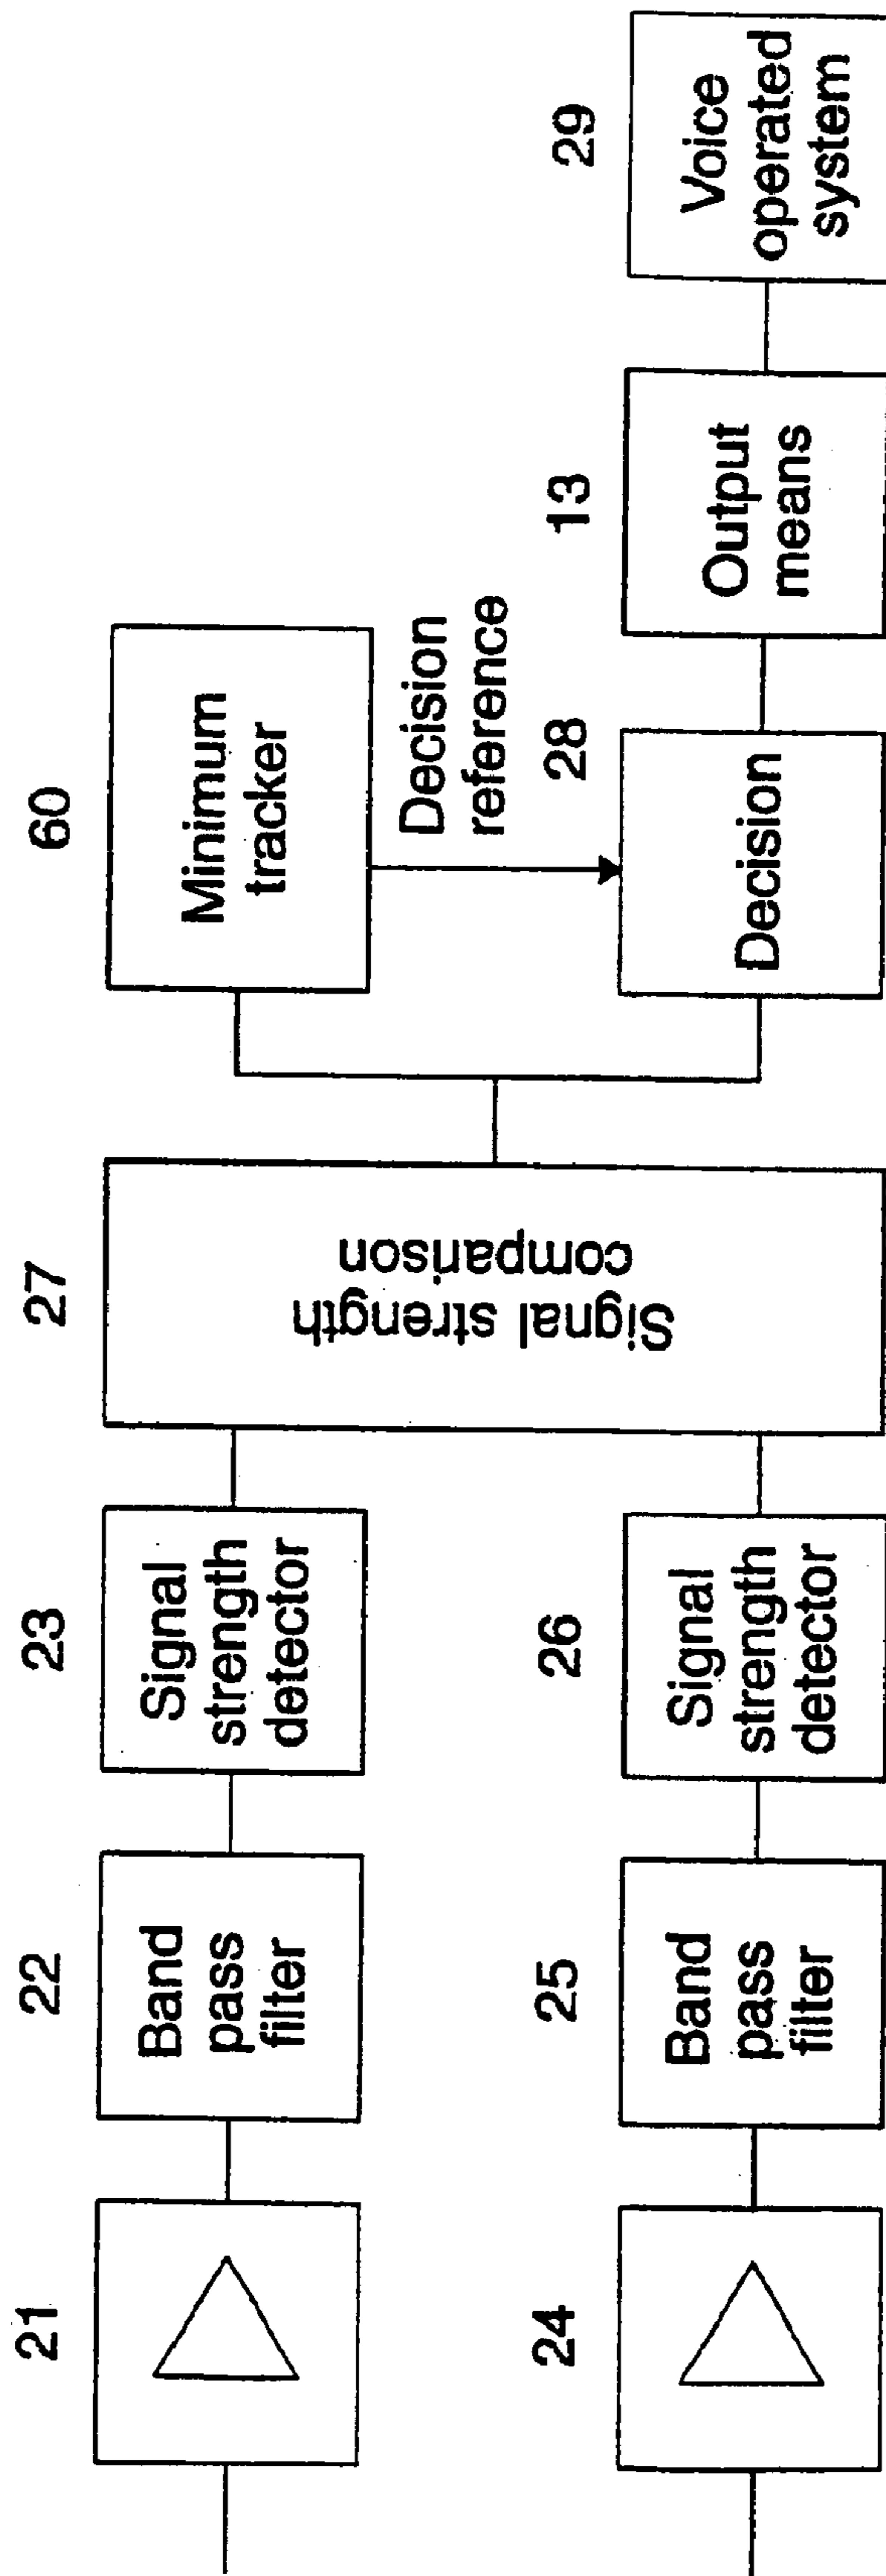 21
22
Band
pass
filter
23
Signal
strength
detector
24
25
Band
pass
filter
26
Signal
strength
detector
27
Signal strength
comparison
60
Minimum
tracker
Decision
reference
28
Decision
13
Output
means
29
Voice
operated
system